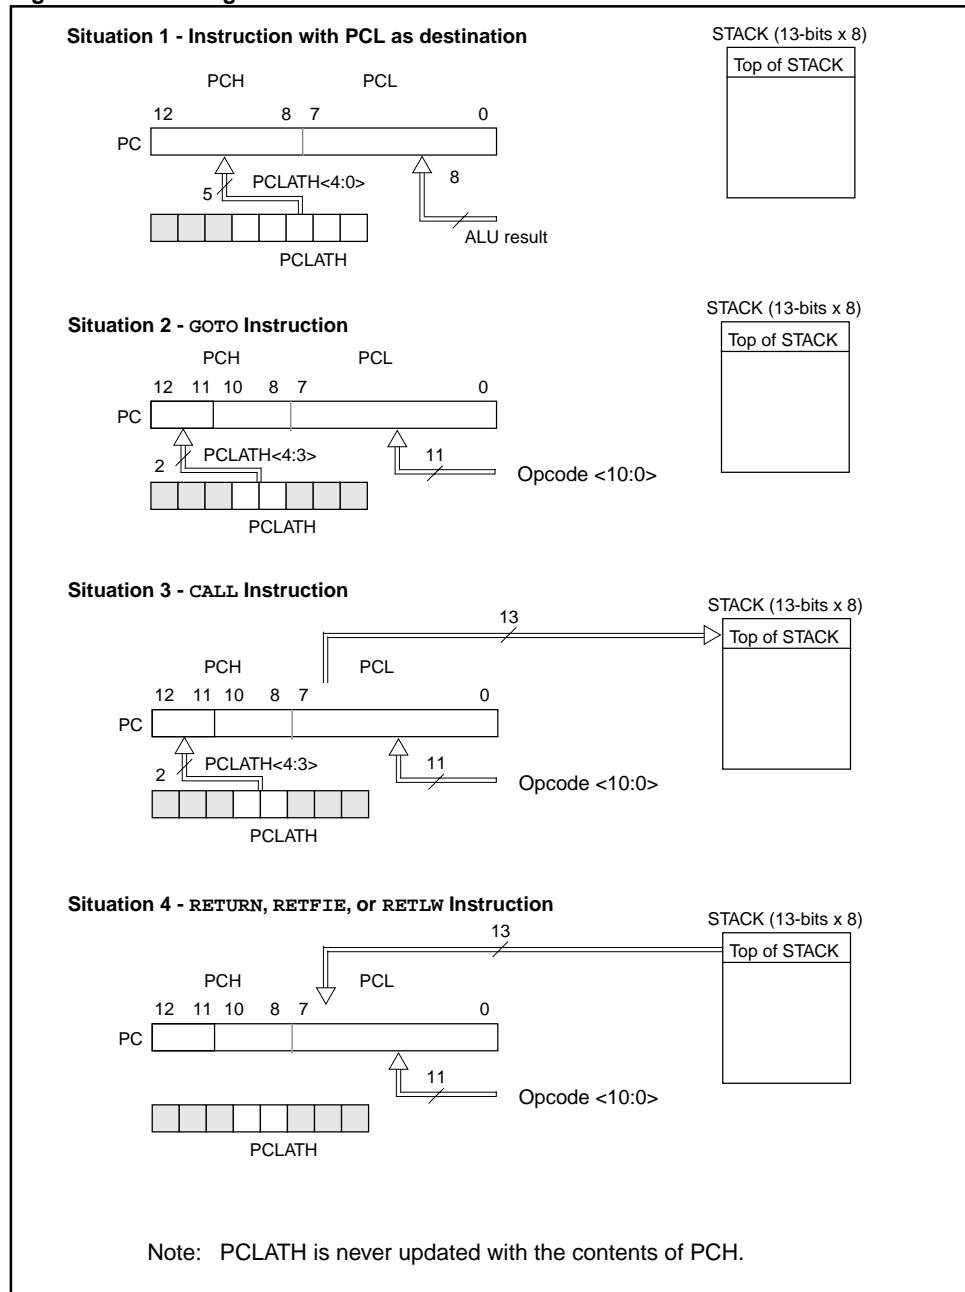 Situation 1 - Instruction with PCL as destination
STACK (13-bits x 8)
Top of STACK
PCH PCL
12 8 7 0
PC
5 PCLATH<4:0> 8
ALU result
PCLATH
Situation 2 - GOTO Instruction
STACK (13-bits x 8)
Top of STACK
PCH PCL
12 11 10 8 7 0
PC
2 PCLATH<4:3> 11
Opcode <10:0>
PCLATH
Situation 3 - CALL Instruction
STACK (13-bits x 8)
13
Top of STACK
PCH PCL
12 11 10 8 7 0
PC
2 PCLATH<4:3> 11
Opcode <10:0>
PCLATH
Situation 4 - RETURN, RETFIE, or RETLW Instruction
STACK (13-bits x 8)
13
Top of STACK
PCH PCL
12 11 10 8 7 0
PC
11
Opcode <10:0>
PCLATH
Note: PCLATH is never updated with the contents of PCH.